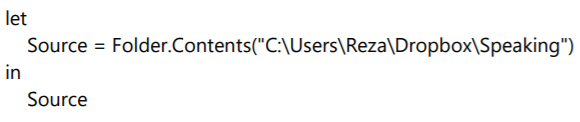 let
Source = Folder.Contents("C:\Users\Reza\Dropbox\Speaking")
in
Source